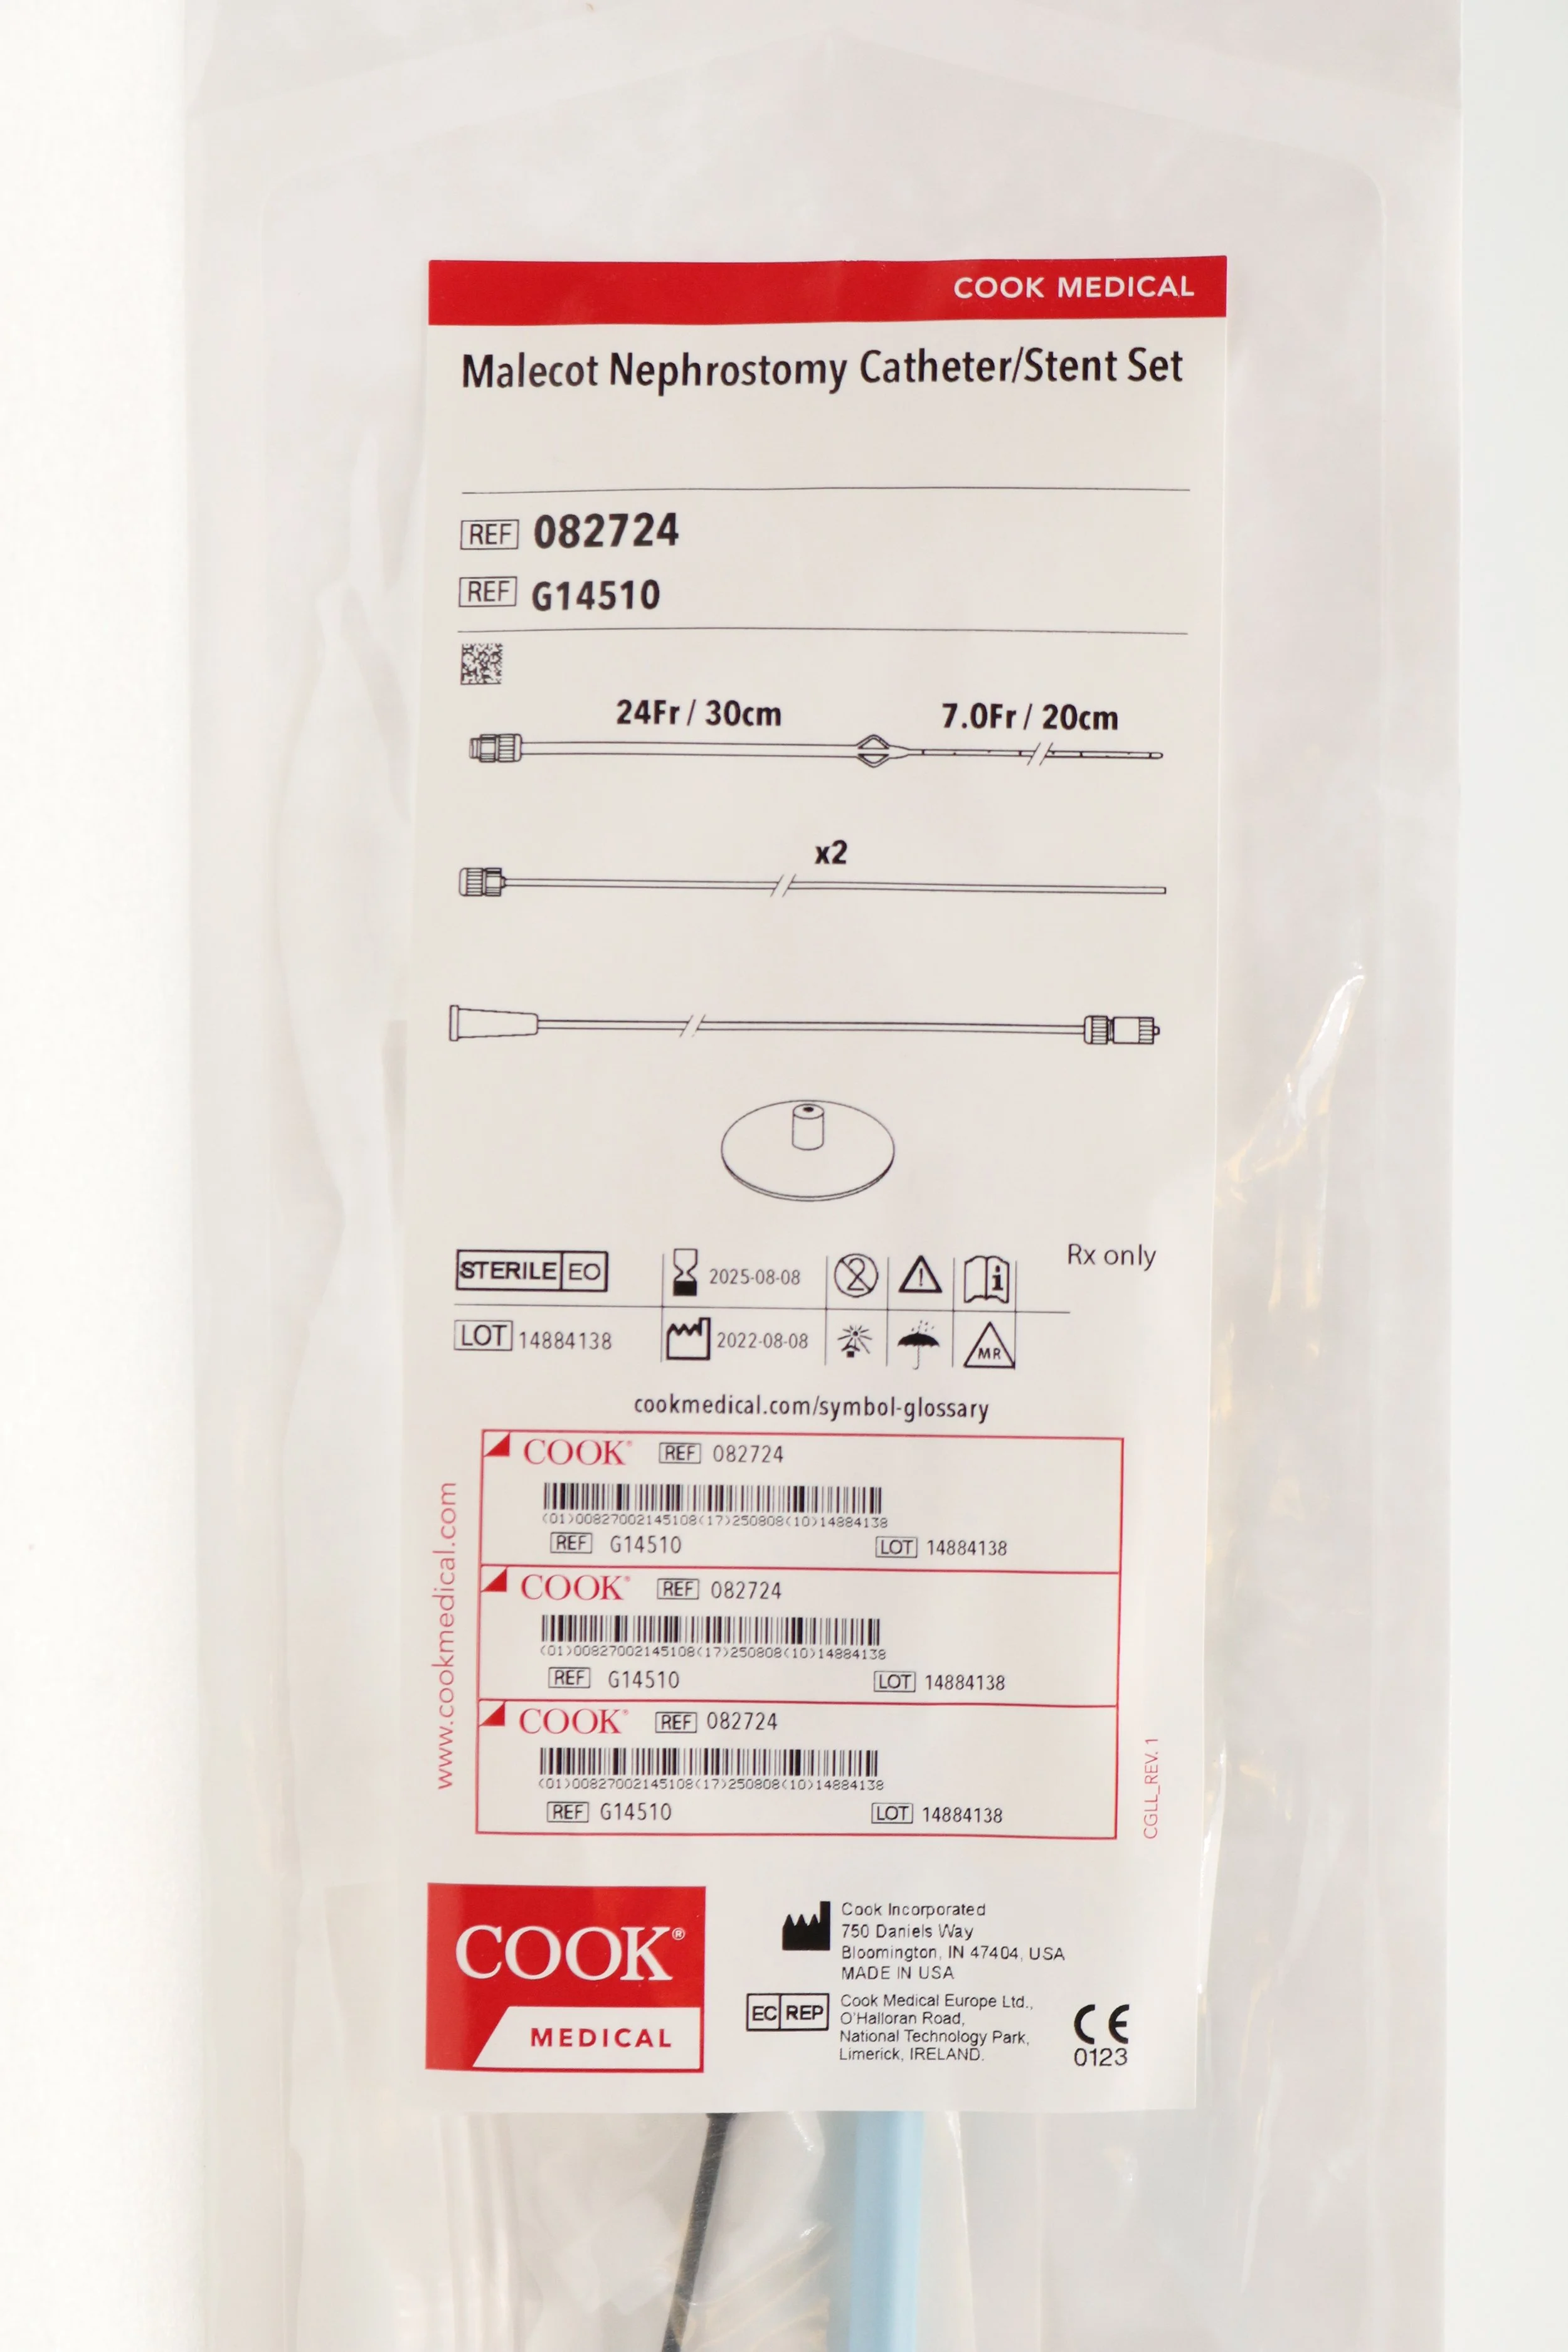 COOK MEDICAL
Malecot Nephrostomy Catheter/Stent Set
REF 082724
REF G14510
24Fr / 30cm 7.0Fr / 20cm
x2
Rx only
STERILE EO 2025-08-08
LOT 14884138 2022-08-08 MR
cookmedical.com/symbol-glossary
www.cookmedical.com
COOK® REF 082724
(01)00827002145108(17)250808(10)14884138
REF G14510 LOT 14884138
COOK® REF 082724
(01)00827002145108(17)250808(10)14884138
REF G14510 LOT 14884138
COOK® REF 082724
(01)00827002145108(17)250808(10)14884138
REF G14510 LOT 14884138
CGLL_REV. 1
COOK®
MEDICAL
Cook Incorporated
750 Daniels Way
Bloomington, IN 47404, USA
MADE IN USA
EC REP
Cook Medical Europe Ltd.,
O'Halloran Road,
National Technology Park,
Limerick, IRELAND.
CE
0123